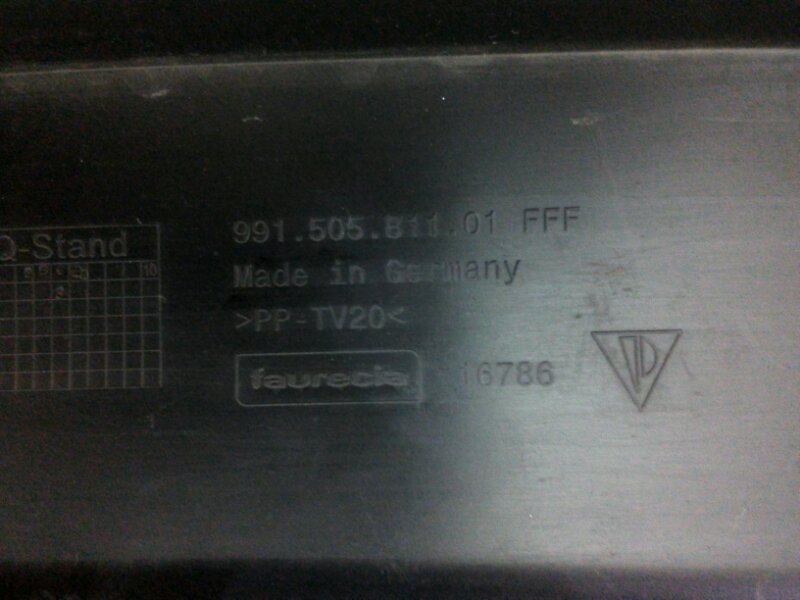 Q-Stand
10
991.505.811.01 FFF
Made in Germany
>PP-TV20<
faurecia
16786